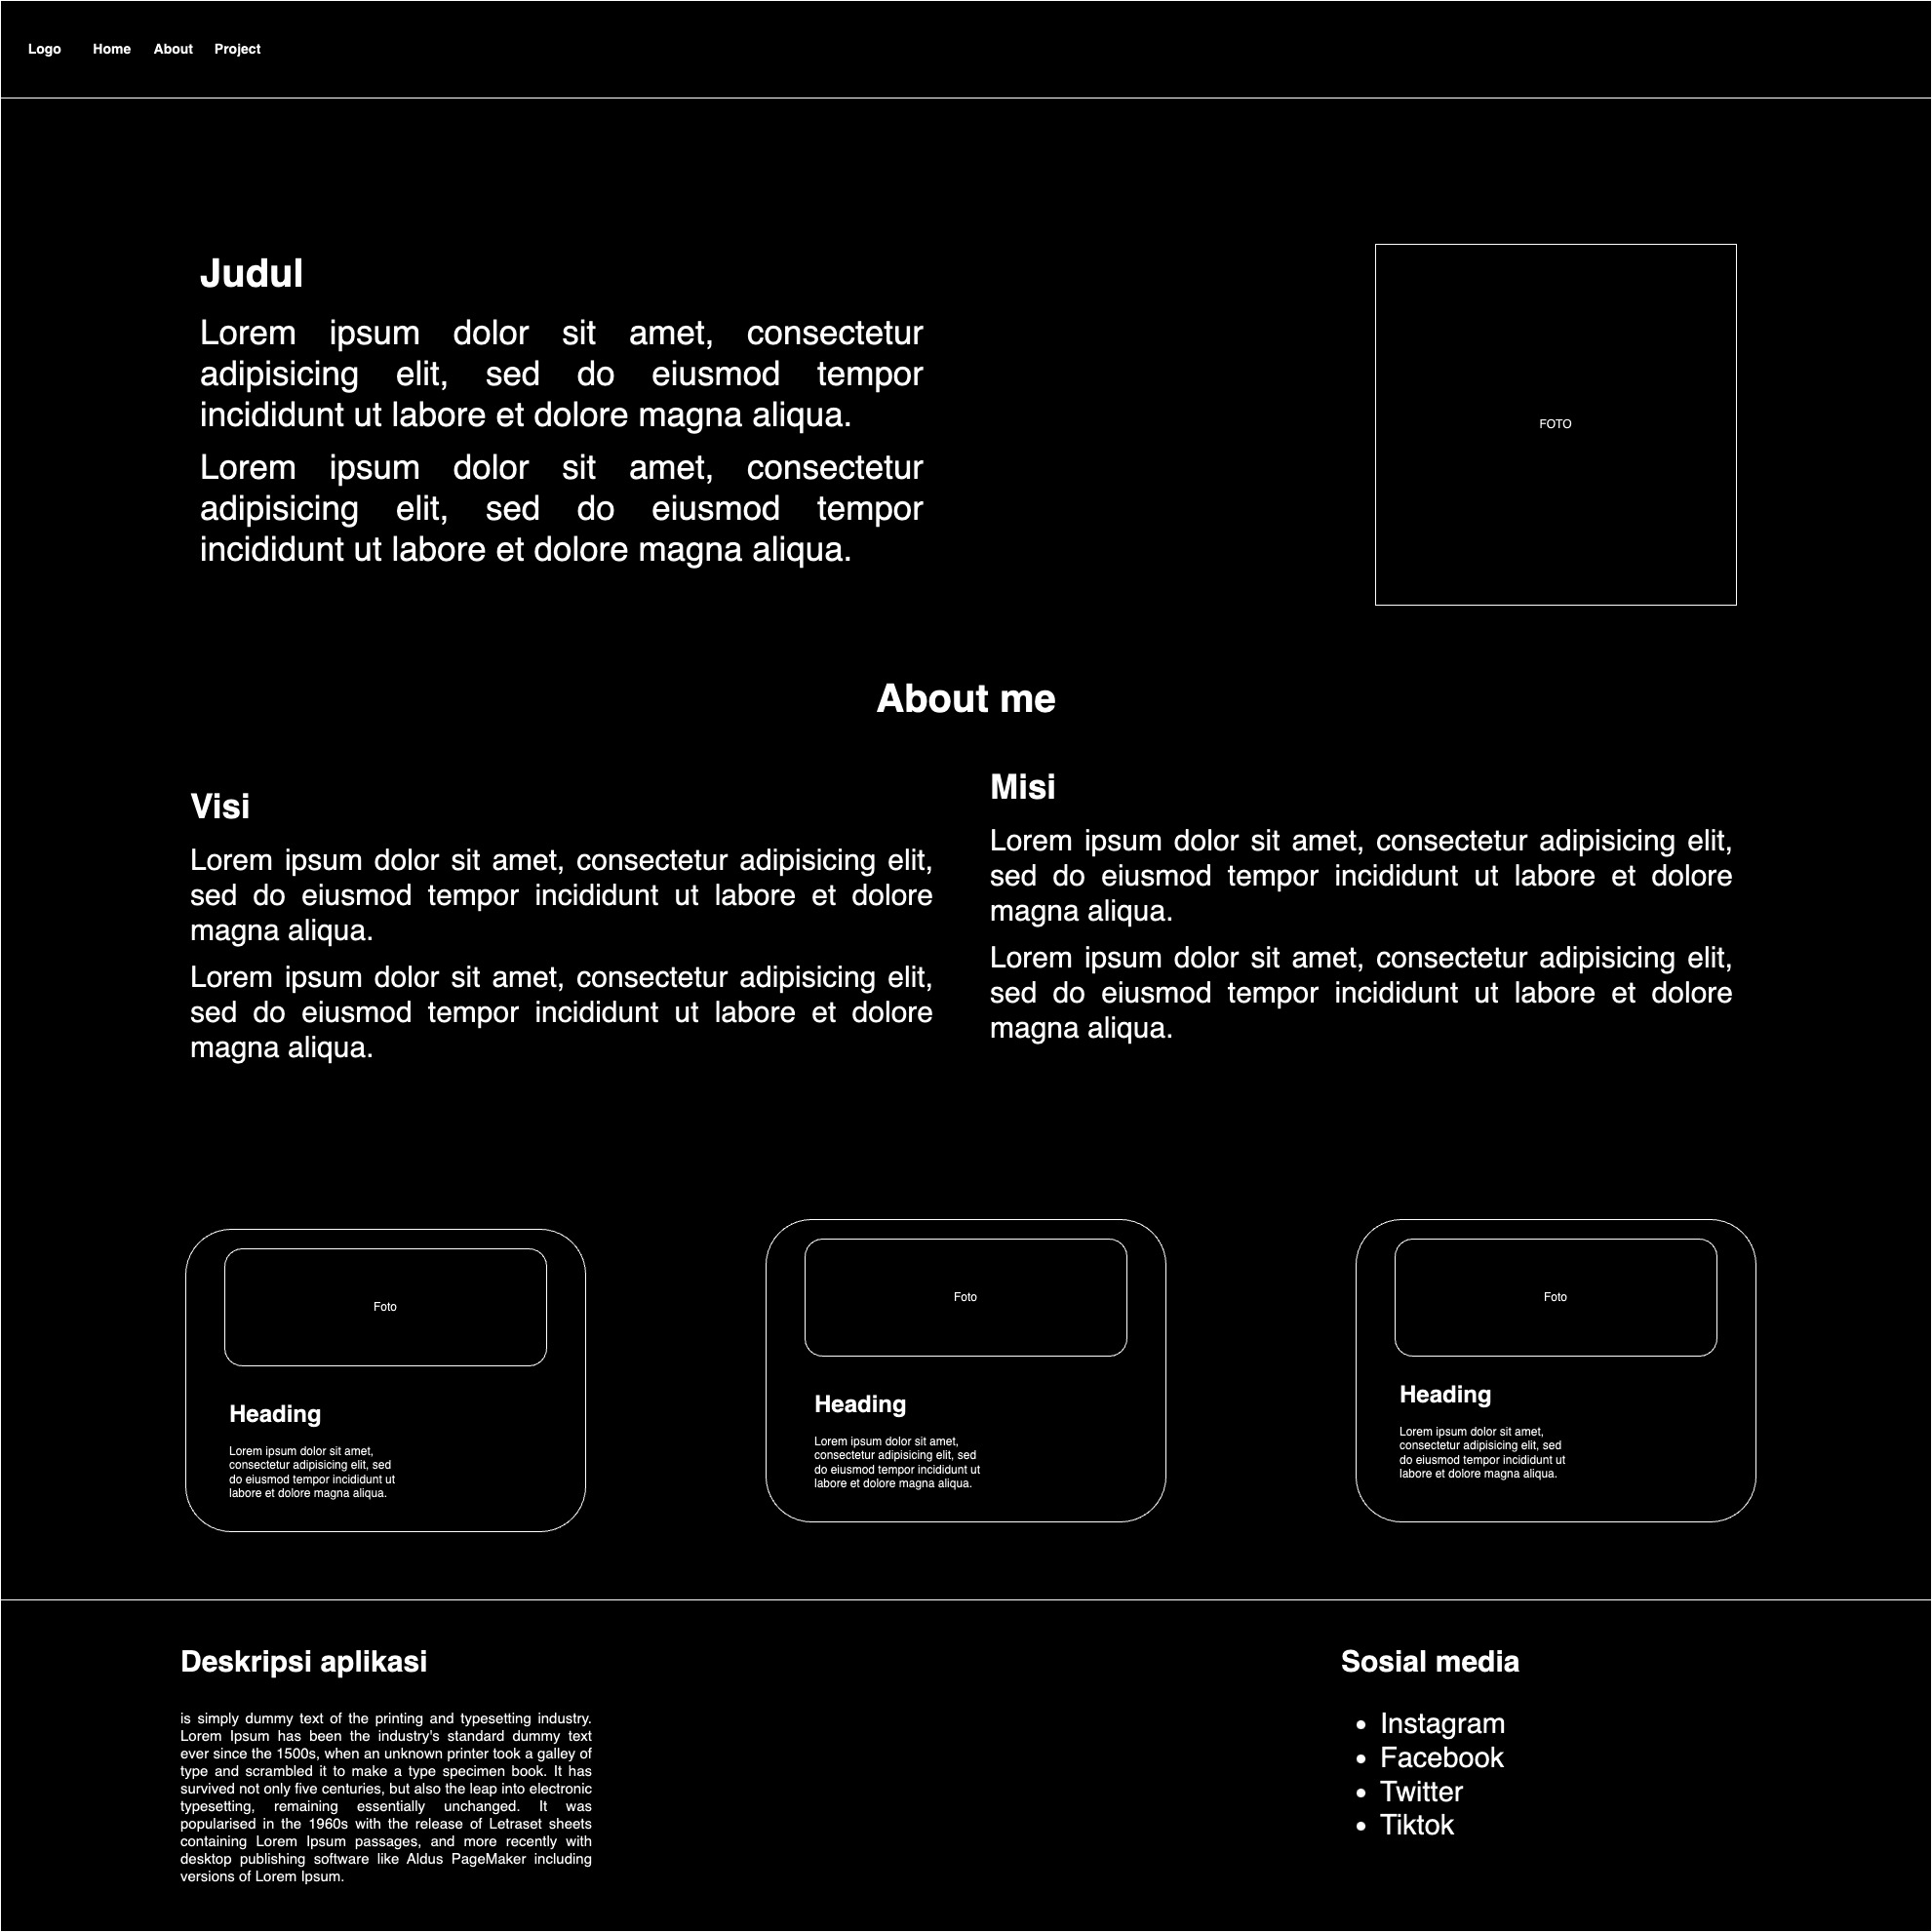 Logo Home About Project
Judul
Lorem ipsum dolor sit amet, consectetur
adipisicing elit, sed do eiusmod tempor
incididunt ut labore et dolore magna aliqua.
Lorem ipsum dolor sit amet, consectetur
adipisicing elit, sed do eiusmod tempor
incididunt ut labore et dolore magna aliqua.
FOTO
About me
Visi
Lorem ipsum dolor sit amet, consectetur adipisicing elit,
sed do eiusmod tempor incididunt ut labore et dolore
magna aliqua.
Lorem ipsum dolor sit amet, consectetur adipisicing elit,
sed do eiusmod tempor incididunt ut labore et dolore
magna aliqua.
Misi
Lorem ipsum dolor sit amet, consectetur adipisicing elit,
sed do eiusmod tempor incididunt ut labore et dolore
magna aliqua.
Lorem ipsum dolor sit amet, consectetur adipisicing elit,
sed do eiusmod tempor incididunt ut labore et dolore
magna aliqua.
Foto
Heading
Lorem ipsum dolor sit amet,
consectetur adipisicing elit, sed
do eiusmod tempor incididunt ut
labore et dolore magna aliqua.
Foto
Heading
Lorem ipsum dolor sit amet,
consectetur adipisicing elit, sed
do eiusmod tempor incididunt ut
labore et dolore magna aliqua.
Foto
Heading
Lorem ipsum dolor sit amet,
consectetur adipisicing elit, sed
do eiusmod tempor incididunt ut
labore et dolore magna aliqua.
Deskripsi aplikasi
is simply dummy text of the printing and typesetting industry.
Lorem Ipsum has been the industry's standard dummy text
ever since the 1500s, when an unknown printer took a galley of
type and scrambled it to make a type specimen book. It has
survived not only five centuries, but also the leap into electronic
typesetting, remaining essentially unchanged. It was
popularised in the 1960s with the release of Letraset sheets
containing Lorem Ipsum passages, and more recently with
desktop publishing software like Aldus PageMaker including
versions of Lorem Ipsum.
Sosial media
• Instagram
• Facebook
• Twitter
• Tiktok